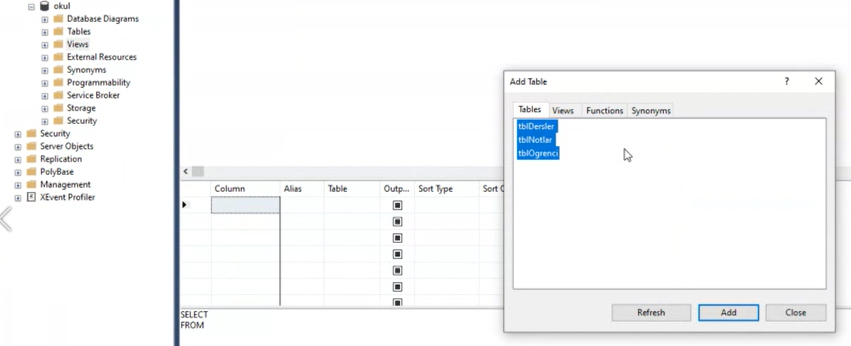 okul
Database Diagrams
Tables
Views
External Resources
Synonyms
Programmability
Service Broker
Storage
Security
Security
Server Objects
Replication
PolyBase
Management
XEvent Profiler
Column Alias Table Outp... Sort Type Sort O
SELECT
FROM
Add Table
Tables Views Functions Synonyms
tblDersler
tblNotlar
tblOgrenci
Refresh Add Close